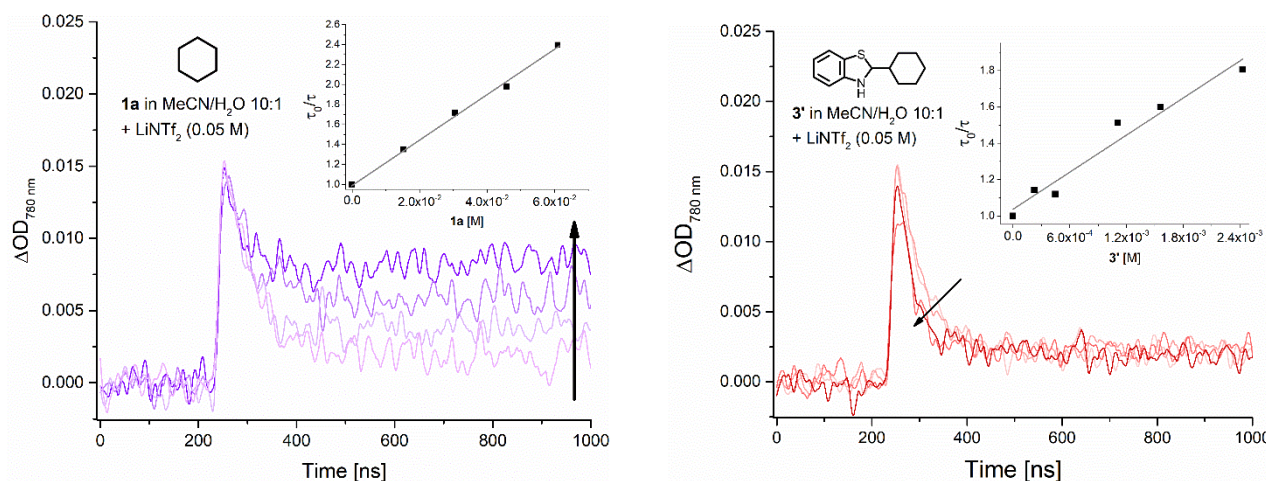 0.025
0.020
0.015
0.010
0.005
0.000
ΔOD780 nm
0
200
400
600
800
1000
Time [ns]
1a in MeCN/H₂O 10:1
+ LiNTf₂ (0.05 M)
2.6
2.4
2.2
2.0
1.8
1.6
1.4
1.2
1.0
τ₀/τ
0.0
2.0x10⁻²
4.0x10⁻²
6.0x10⁻²
1a [M]
0.025
0.020
0.015
0.010
0.005
0.000
ΔOD780 nm
0
200
400
600
800
1000
Time [ns]
S
N
H
3' in MeCN/H₂O 10:1
+ LiNTf₂ (0.05 M)
1.8
1.6
1.4
1.2
1.0
τ₀/τ
0.0
6.0x10⁻⁴
1.2x10⁻³
1.8x10⁻³
2.4x10⁻³
3' [M]